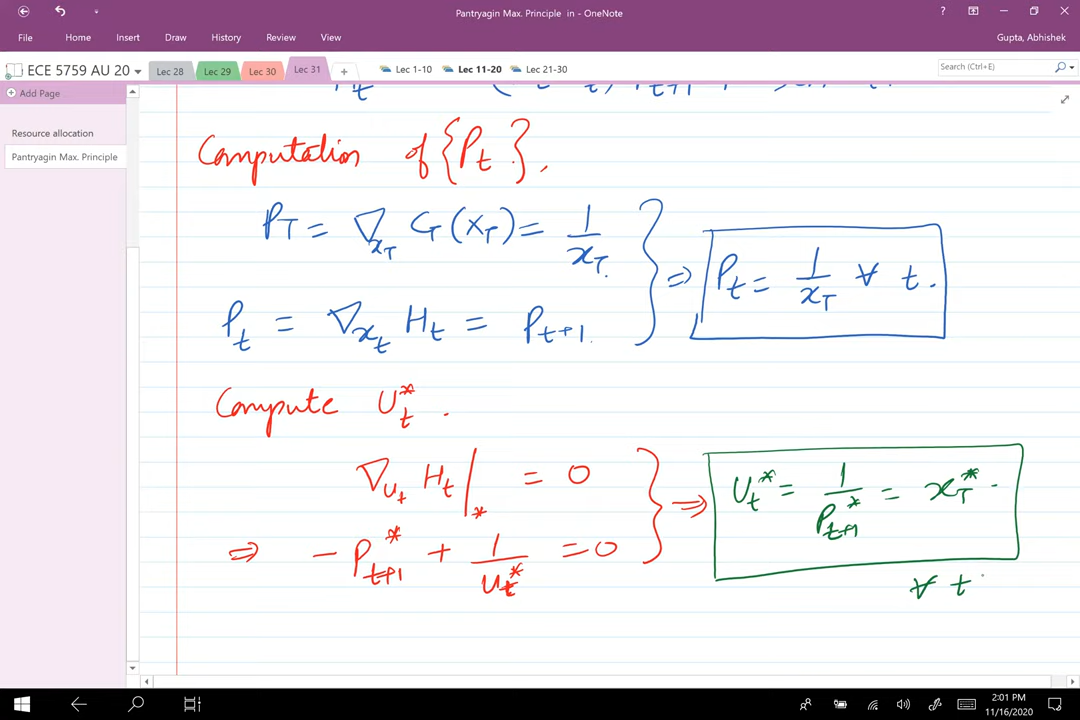 Pantryagin Max. Principle in - OneNote
File Home Insert Draw History Review View
Gupta, Abhishek
ECE 5759 AU 20 Lec 28 Lec 29 Lec 30 Lec 31 Lec 1-10 Lec 11-20 Lec 21-30
Search (Ctrl+E)
Add Page
Resource allocation
Pantryagin Max. Principle
Computation of {P_t}.
P_T = ∇_{x_T} G(x_T) = 1/x_T.
P_t = ∇_{x_t} H_t = P_{t+1}.
} ⇒ P_t = 1/x_T ∀ t.
Compute U_t^*.
∇_{u_t} H_t |_* = 0
⇒ -P_{t+1}^* + 1/u_t^* = 0
} ⇒ U_t^* = 1/P_{t+1}^* = x_T^*.
∀ t
2:01 PM
11/16/2020